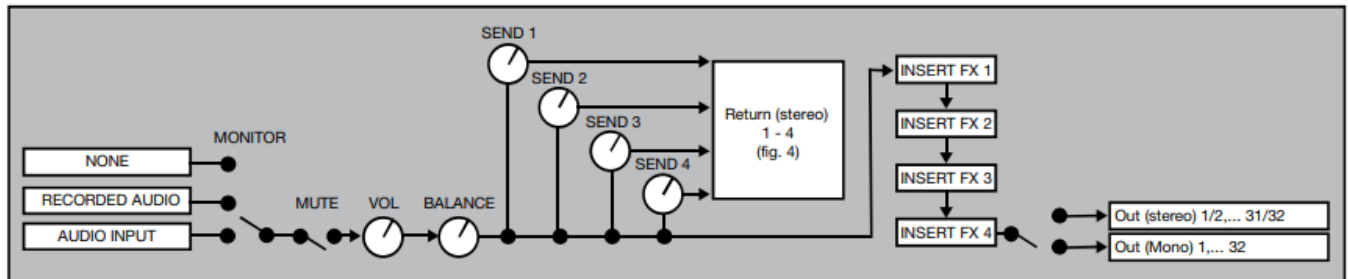 SEND 1
SEND 2
SEND 3
SEND 4
Return (stereo)
1 - 4
(fig. 4)
INSERT FX 1
INSERT FX 2
INSERT FX 3
INSERT FX 4
MONITOR
NONE
RECORDED AUDIO
AUDIO INPUT
MUTE
VOL
BALANCE
Out (stereo) 1/2,... 31/32
Out (Mono) 1,... 32